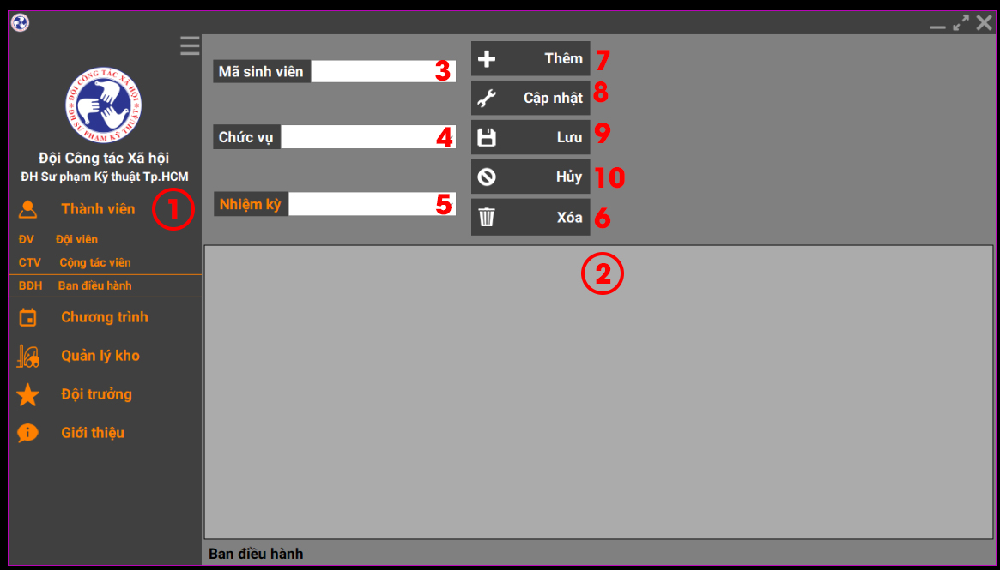 ĐỘI CÔNG TÁC XÃ HỘI
ĐH SƯ PHẠM KỸ THUẬT
Đội Công tác Xã hội
ĐH Sư phạm Kỹ thuật Tp.HCM
Thành viên 1
ĐV Đội viên
CTV Cộng tác viên
BĐH Ban điều hành
Chương trình
Quản lý kho
Đội trưởng
Giới thiệu
Mã sinh viên 3
Chức vụ 4
Nhiệm kỳ 5
Thêm 7
Cập nhật 8
Lưu 9
Hủy 10
Xóa 6
2
Ban điều hành